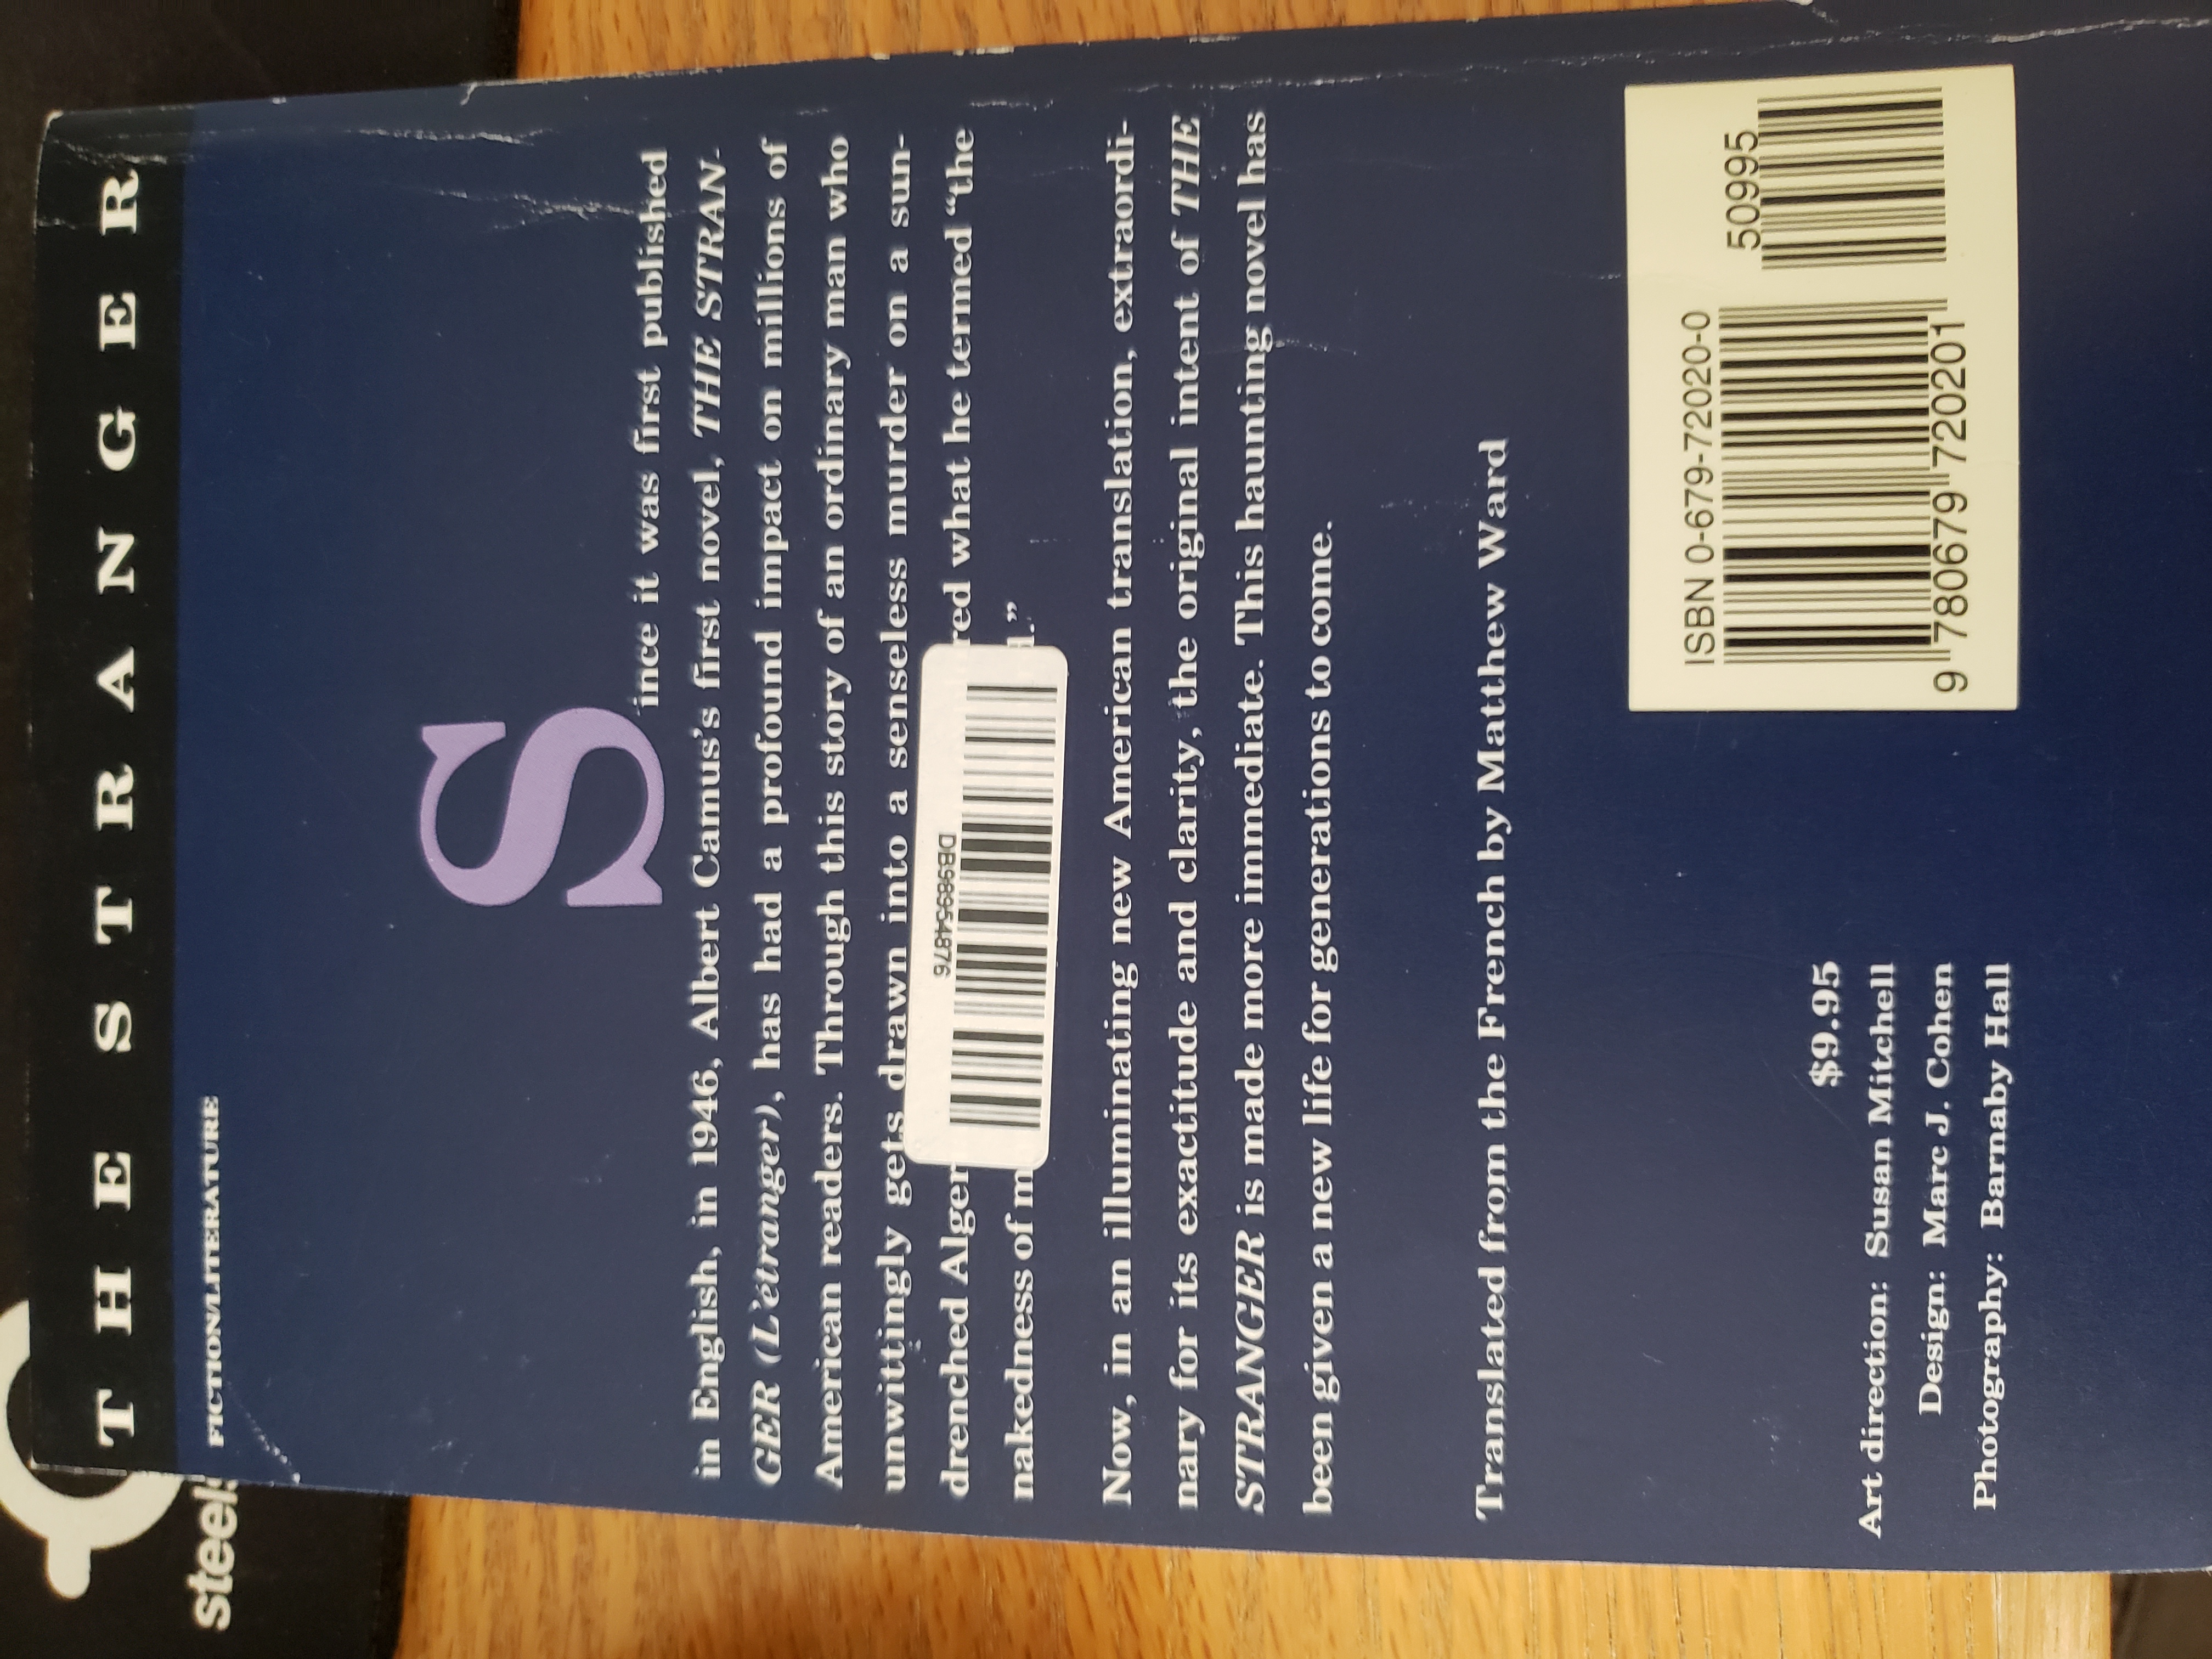 THE STRANGER
steels
FICTION/LITERATURE
Since it was first published
in English, in 1946, Albert Camus's first novel, THE STRAN-
GER (L'étranger), has had a profound impact on millions of
American readers. Through this story of an ordinary man who
unwittingly gets drawn into a senseless murder on a sun-
drenched Alger red what he termed “the
DB98954876
nakedness of m d.”
Now, in an illuminating new American translation, extraordi-
nary for its exactitude and clarity, the original intent of THE
STRANGER is made more immediate. This haunting novel has
been given a new life for generations to come.
Translated from the French by Matthew Ward
ISBN 0-679-72020-0
50995
9 780679 720201
$9.95
Art direction: Susan Mitchell
Design: Marc J. Cohen
Photography: Barnaby Hall